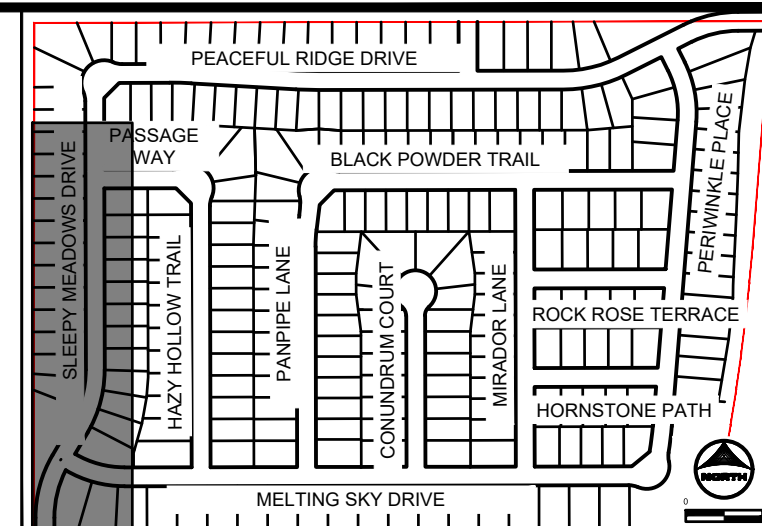 PEACEFUL RIDGE DRIVE
PASSAGE
WAY
BLACK POWDER TRAIL
SLEEPY MEADOWS DRIVE
HAZY HOLLOW TRAIL
PANPIPE LANE
CONUNDRUM COURT
MIRADOR LANE
PERIWINKLE PLACE
ROCK ROSE TERRACE
HORNSTONE PATH
MELTING SKY DRIVE
NORTH
0